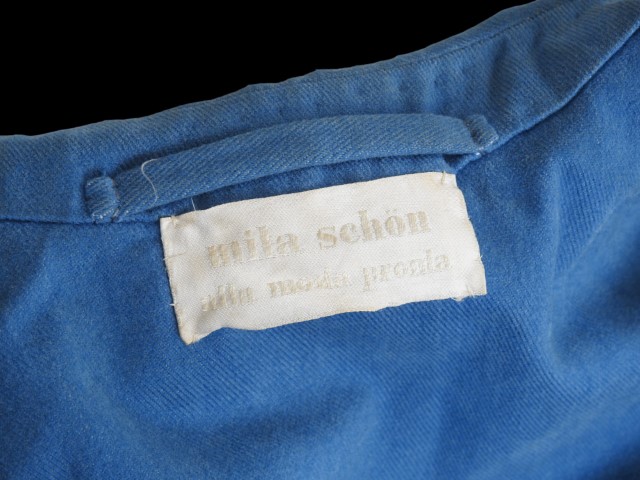 mila schön
alta moda pronta